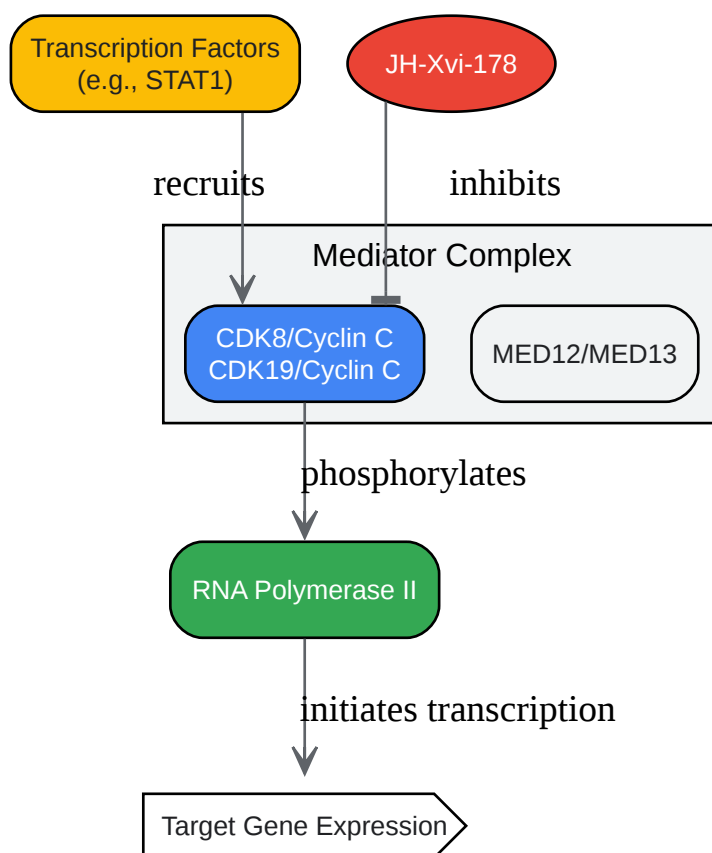 Transcription Factors
(e.g., STAT1)
JH-Xvi-178
recruits
inhibits
Mediator Complex
CDK8/Cyclin C
CDK19/Cyclin C
MED12/MED13
phosphorylates
RNA Polymerase II
initiates transcription
Target Gene Expression